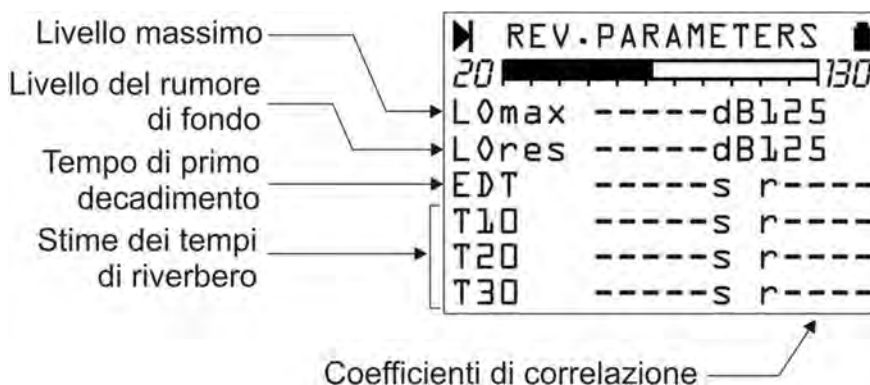 Livello massimo
Livello del rumore
di fondo
Tempo di primo
decadimento
Stime dei tempi
di riverbero
REV.PARAMETERS
20 130
L0max -----dB125
L0res -----dB125
EDT -----s r----
T10 -----s r----
T20 -----s r----
T30 -----s r----
Coefficienti di correlazione